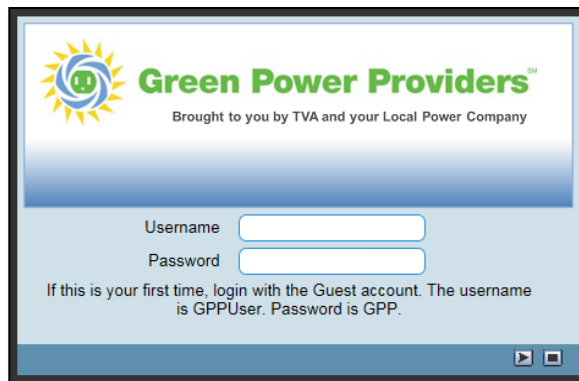 Green Power Providers℠
Brought to you by TVA and your Local Power Company
Username
Password
If this is your first time, login with the Guest account. The username
is GPPUser. Password is GPP.